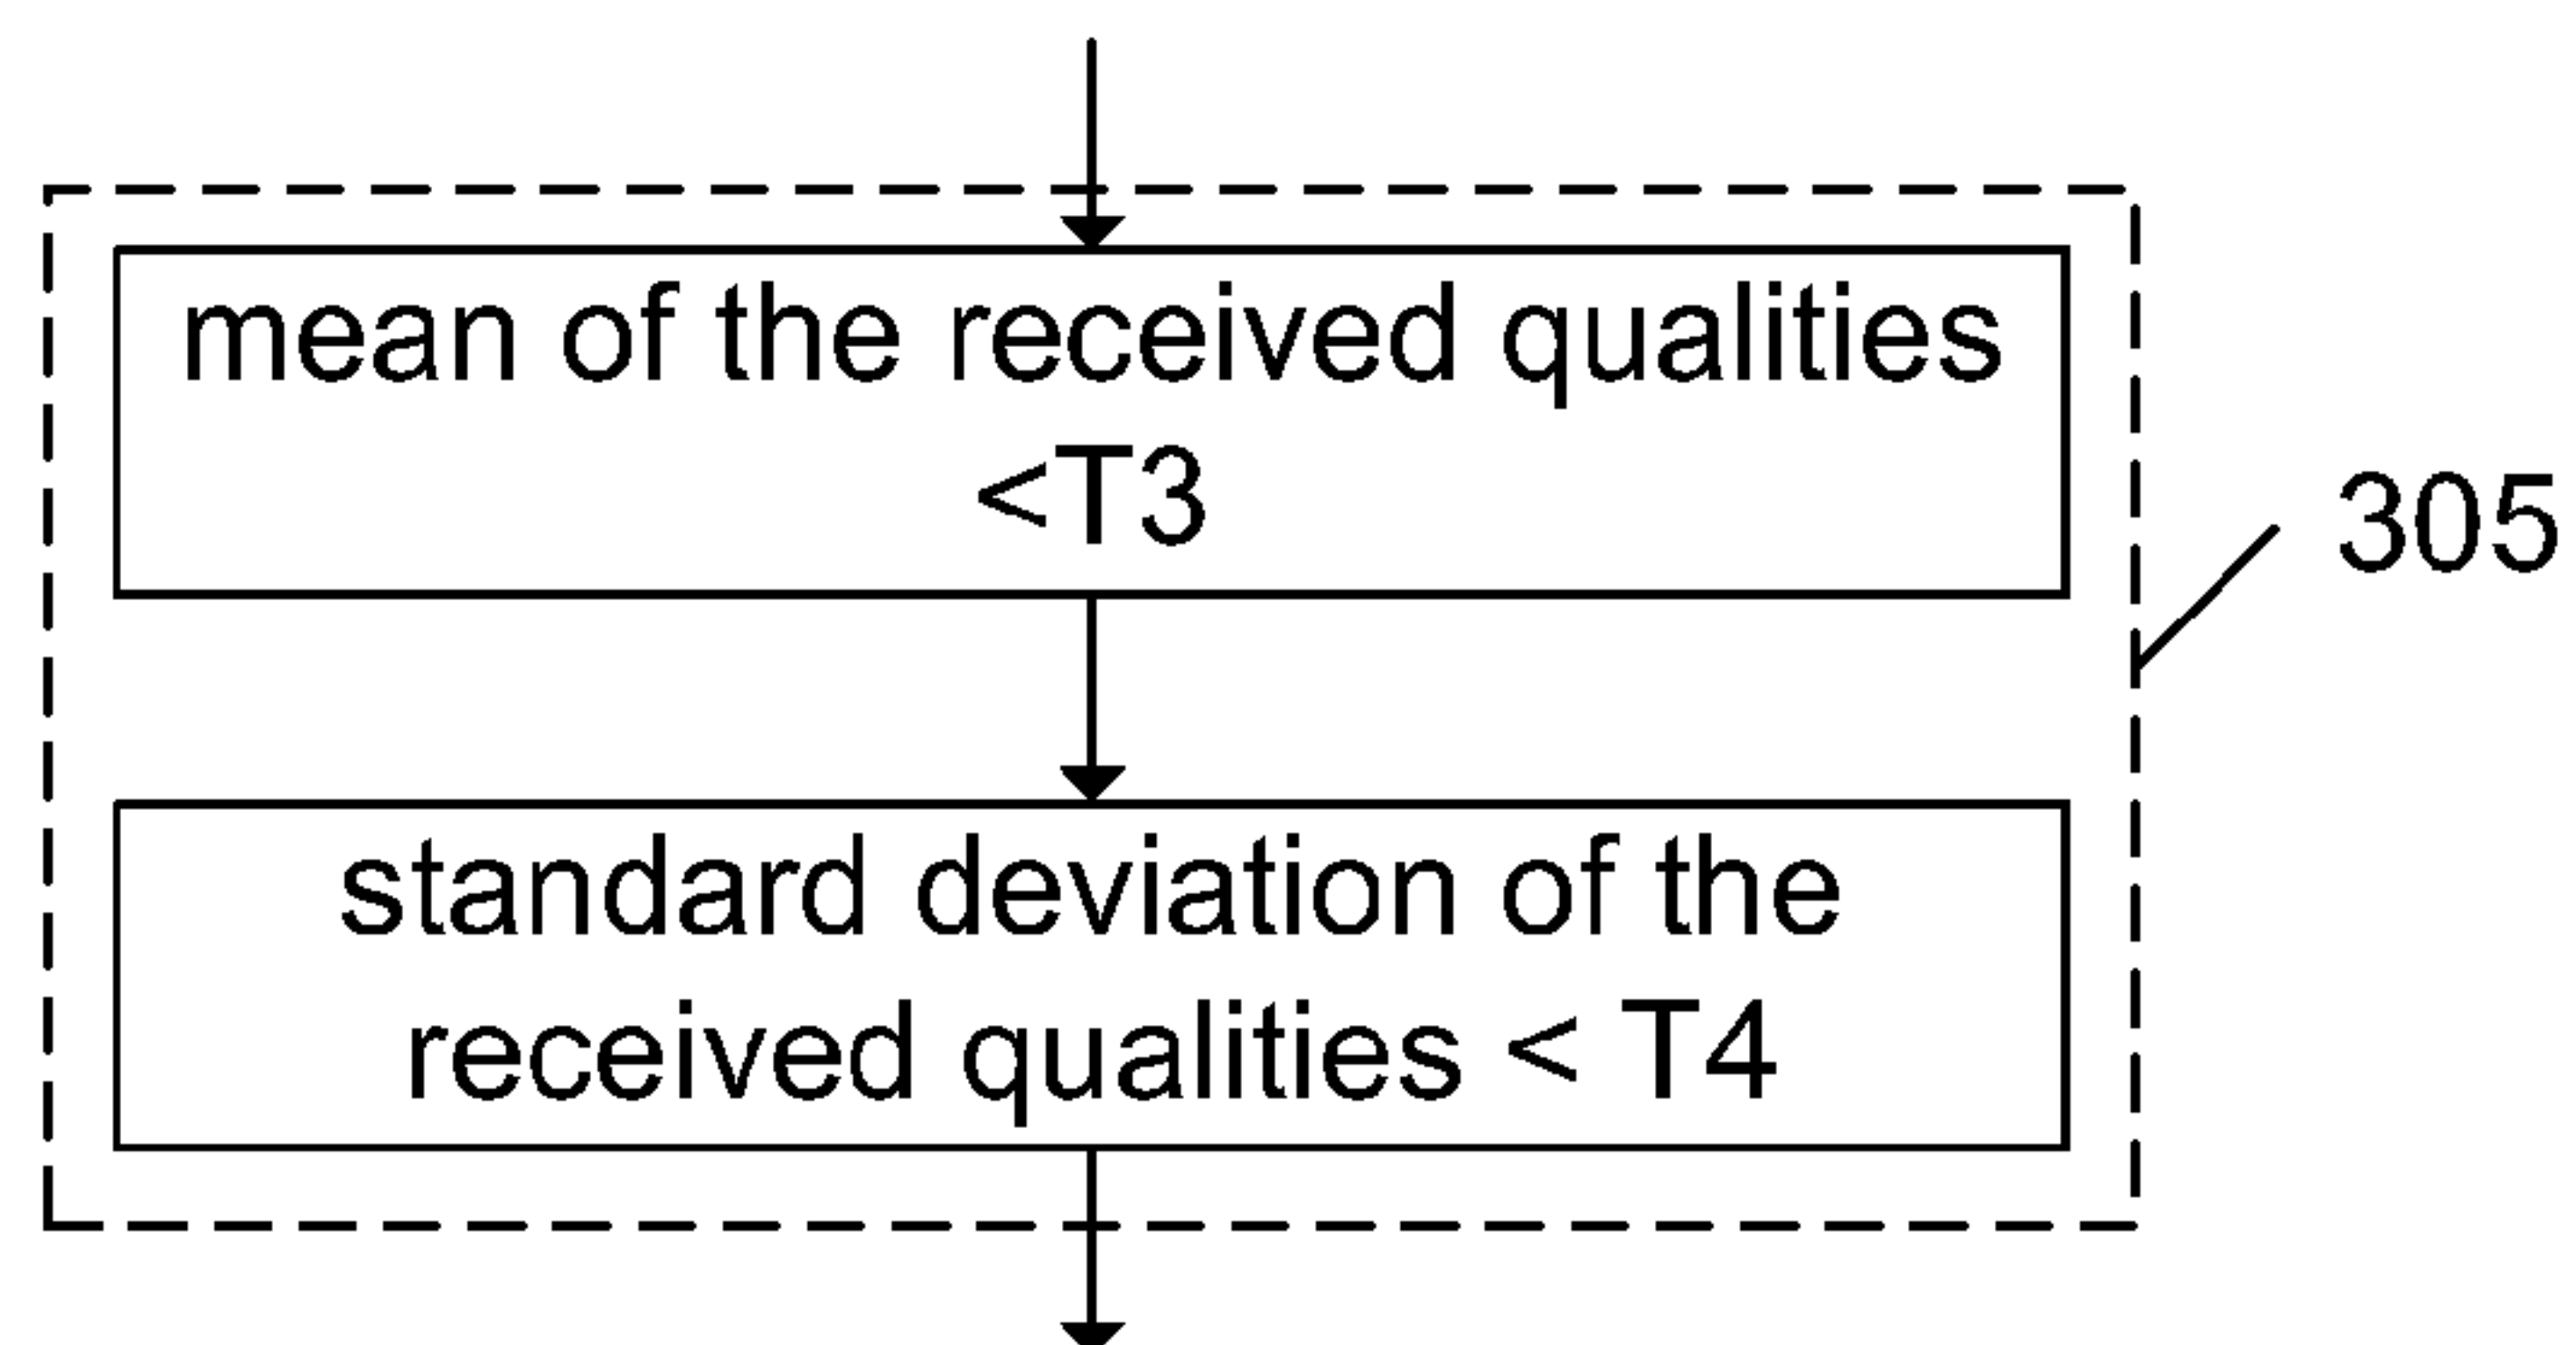 mean of the received qualities
<T3
305
standard deviation of the
received qualities < T4